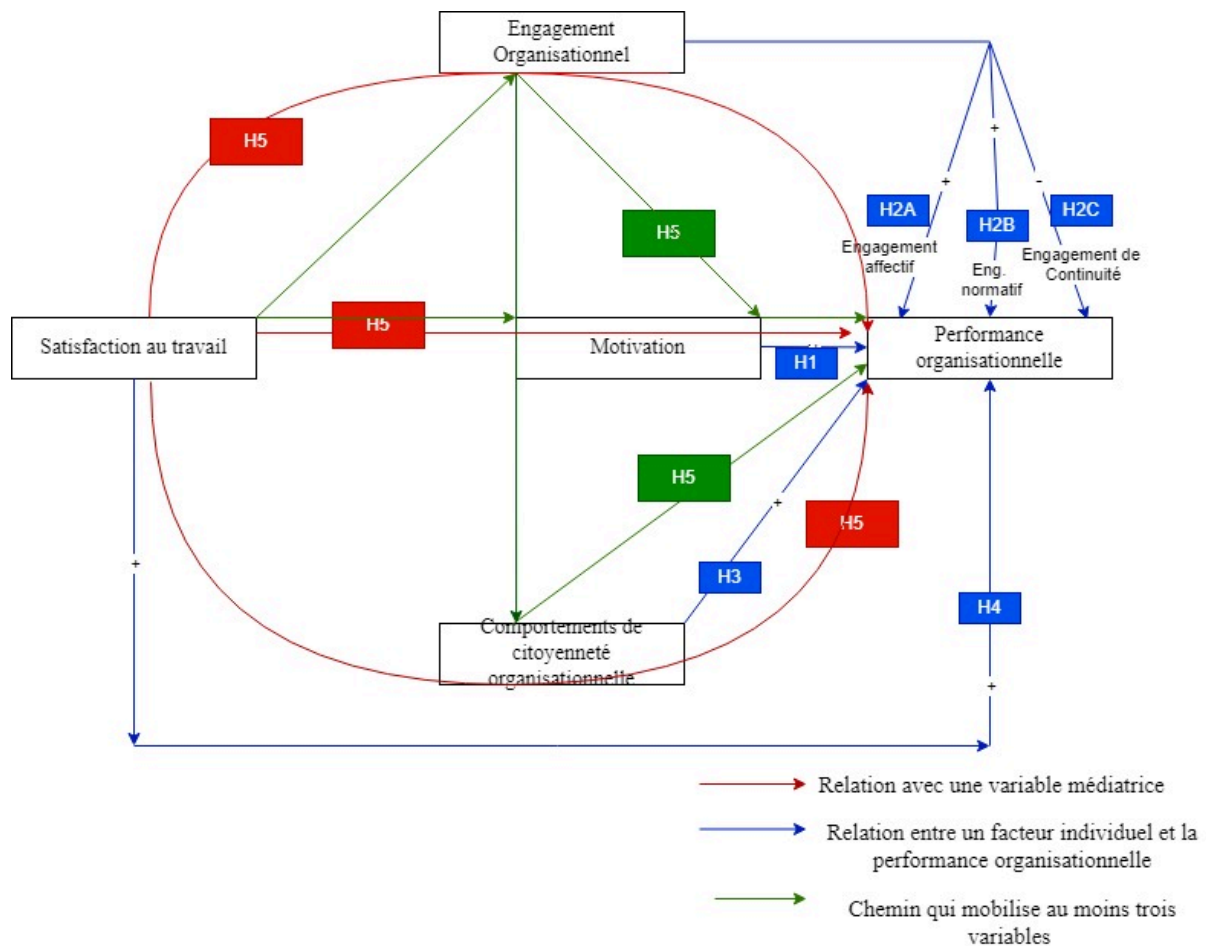 Engagement
Organisationnel
H5
+
+
-
H2A
H2B
H2C
H5
Engagement
affectif
Eng.
normatif
Engagement de
Continuité
H5
Satisfaction au travail
Motivation
H1
Performance
organisationnelle
H5
+
H5
+
H3
H4
Comportements de
citoyenneté
organisationnelle
+
Relation avec une variable médiatrice
Relation entre un facteur individuel et la
performance organisationnelle
Chemin qui mobilise au moins trois
variables